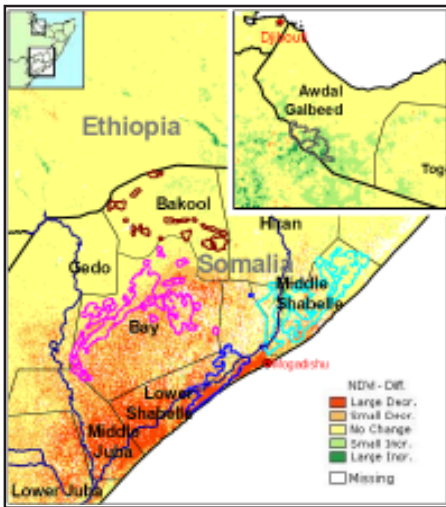 Djibouti
Awdal
Galbeed
Ethiopia
Bakool
Hiran
Gedo
Somalia
Middle
Shabelle
Bay
Mogadishu
Lower
Shabelle
Middle
Juba
Lower Juba
NDVI - Diff.
Large Decr.
Small Decr.
No Change
Small Incr.
Large Incr.
Missing